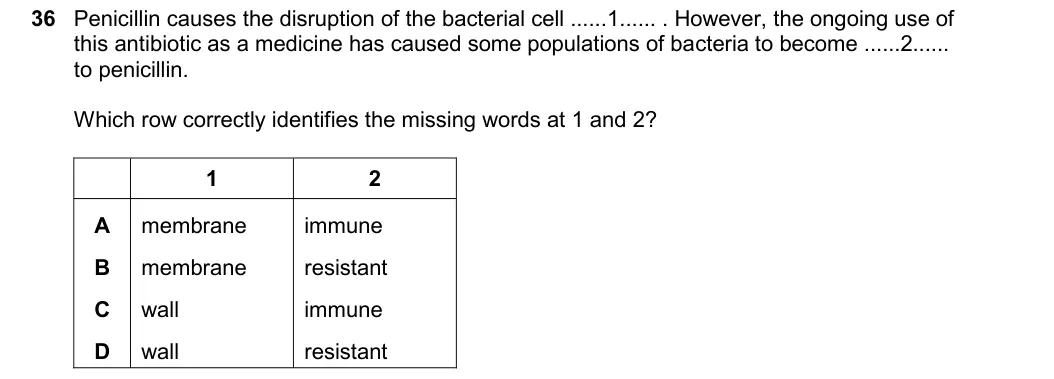 36 Penicillin causes the disruption of the bacterial cell ......1...... . However, the ongoing use of
this antibiotic as a medicine has caused some populations of bacteria to become ......2......
to penicillin.
Which row correctly identifies the missing words at 1 and 2?
1 2
A membrane immune
B membrane resistant
C wall immune
D wall resistant